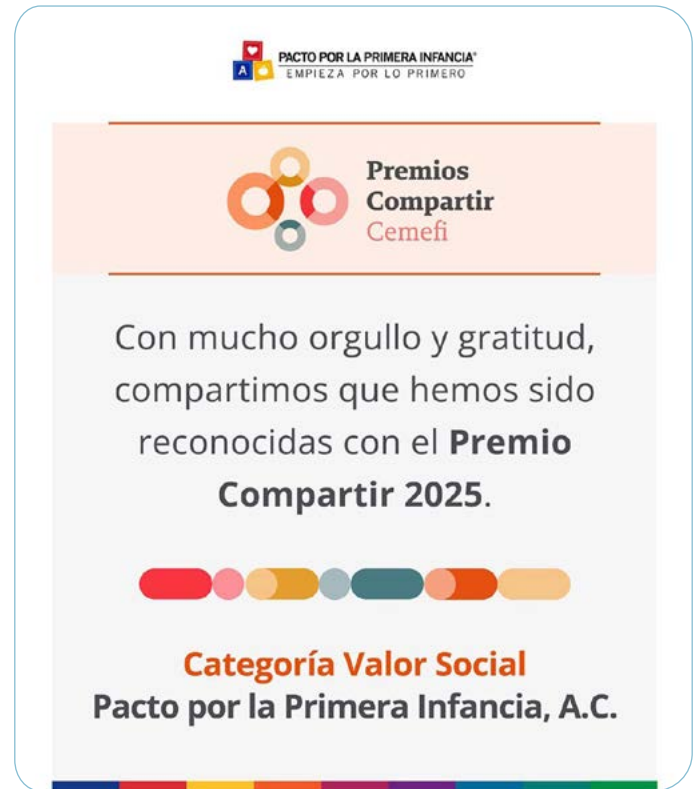 A
PACTO POR LA PRIMERA INFANCIA®
EMPIEZA POR LO PRIMERO
Premios
Compartir
Cemefi
Con mucho orgullo y gratitud,
compartimos que hemos sido
reconocidas con el Premio
Compartir 2025.
Categoría Valor Social
Pacto por la Primera Infancia, A.C.